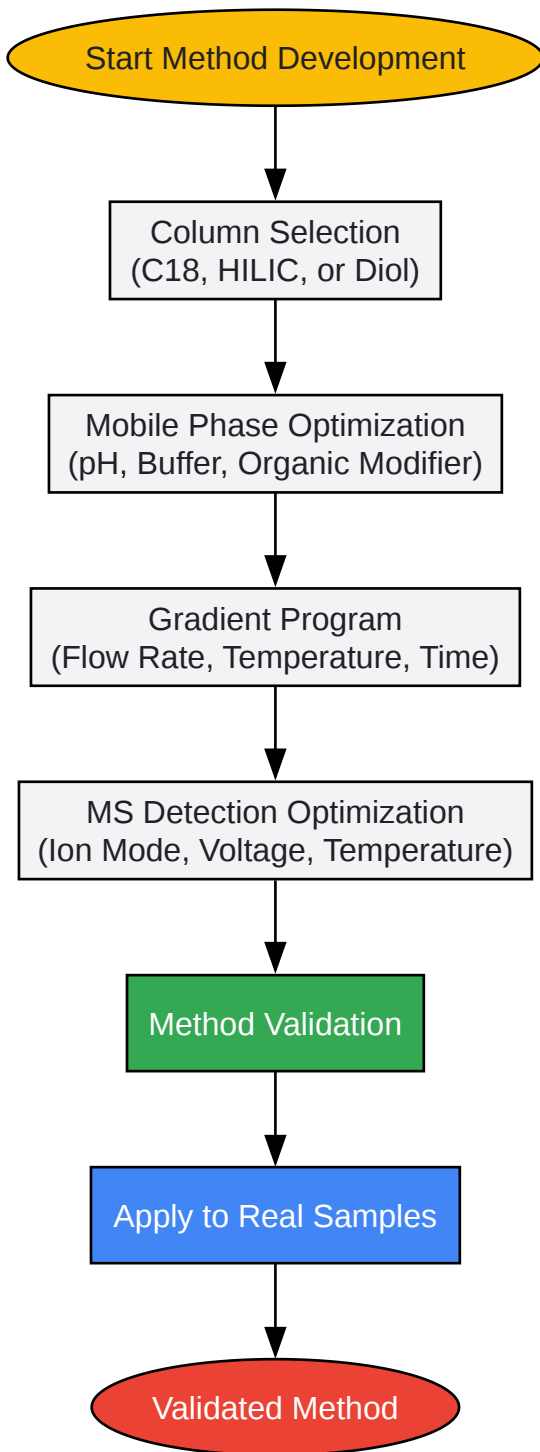 Start Method Development
Column Selection
(C18, HILIC, or Diol)
Mobile Phase Optimization
(pH, Buffer, Organic Modifier)
Gradient Program
(Flow Rate, Temperature, Time)
MS Detection Optimization
(Ion Mode, Voltage, Temperature)
Method Validation
Apply to Real Samples
Validated Method